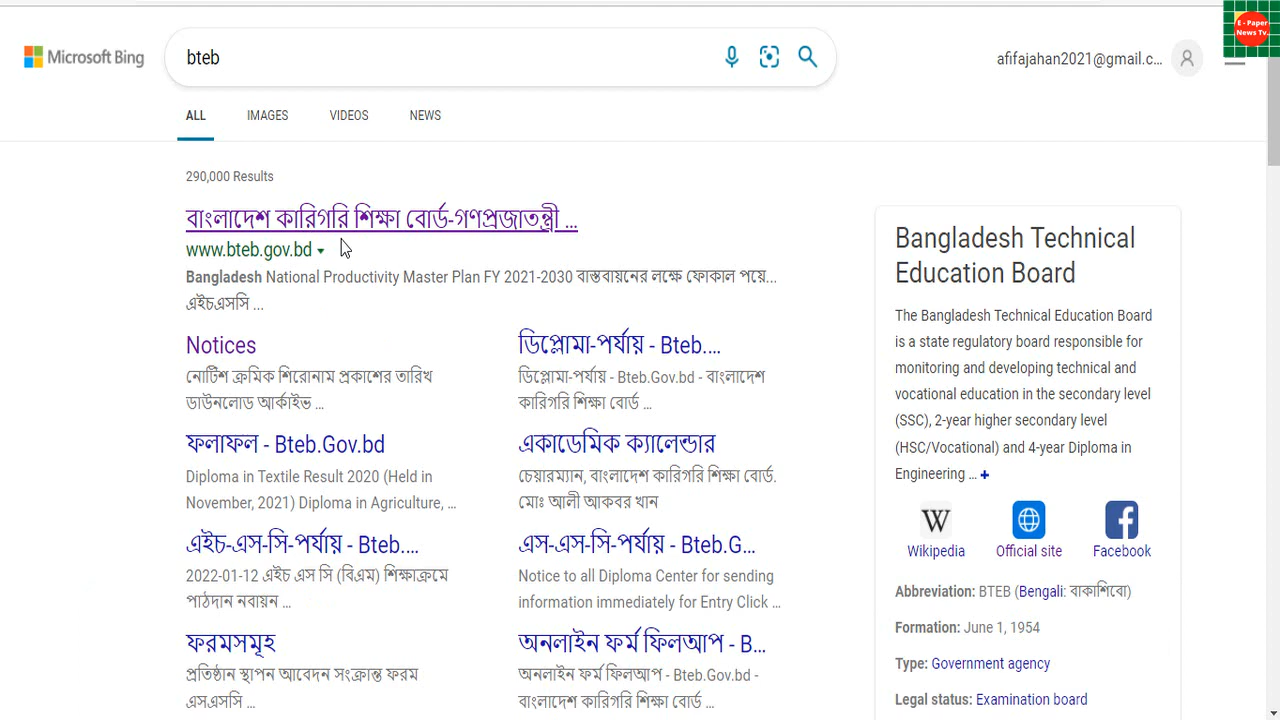 E - Paper
News Tv.
Microsoft Bing
bteb
afifajahan2021@gmail.c...
ALL IMAGES VIDEOS NEWS
290,000 Results
বাংলাদেশ কারিগরি শিক্ষা বোর্ড-গণপ্রজাতন্ত্রী ...
www.bteb.gov.bd
Bangladesh National Productivity Master Plan FY 2021-2030 বাস্তবায়নের লক্ষে ফোকাল পয়ে...
এইচএসসি ...
Notices
নোটিশ ক্রমিক শিরোনাম প্রকাশের তারিখ
ডাউনলোড আর্কাইভ ...
ডিপ্লোমা-পর্যায় - Bteb....
ডিপ্লোমা-পর্যায় - Bteb.Gov.bd - বাংলাদেশ
কারিগরি শিক্ষা বোর্ড ...
ফলাফল - Bteb.Gov.bd
Diploma in Textile Result 2020 (Held in
November, 2021) Diploma in Agriculture, ...
একাডেমিক ক্যালেন্ডার
চেয়ারম্যান, বাংলাদেশ কারিগরি শিক্ষা বোর্ড.
মোঃ আলী আকবর খান
এইচ-এস-সি-পর্যায় - Bteb....
2022-01-12 এইচ এস সি (বিএম) শিক্ষাক্রমে
পাঠদান নবায়ন ...
এস-এস-সি-পর্যায় - Bteb.G...
Notice to all Diploma Center for sending
information immediately for Entry Click ...
ফরমসমূহ
প্রতিষ্ঠান স্থাপন আবেদন সংক্রান্ত ফরম
এসএসসি ...
অনলাইন ফর্ম ফিলআপ - B...
অনলাইন ফর্ম ফিলআপ - Bteb.Gov.bd -
বাংলাদেশ কারিগরি শিক্ষা বোর্ড ...
Bangladesh Technical
Education Board
The Bangladesh Technical Education Board
is a state regulatory board responsible for
monitoring and developing technical and
vocational education in the secondary level
(SSC), 2-year higher secondary level
(HSC/Vocational) and 4-year Diploma in
Engineering ... +
W
Wikipedia Official site Facebook
Abbreviation: BTEB (Bengali: বাকাশিবো)
Formation: June 1, 1954
Type: Government agency
Legal status: Examination board